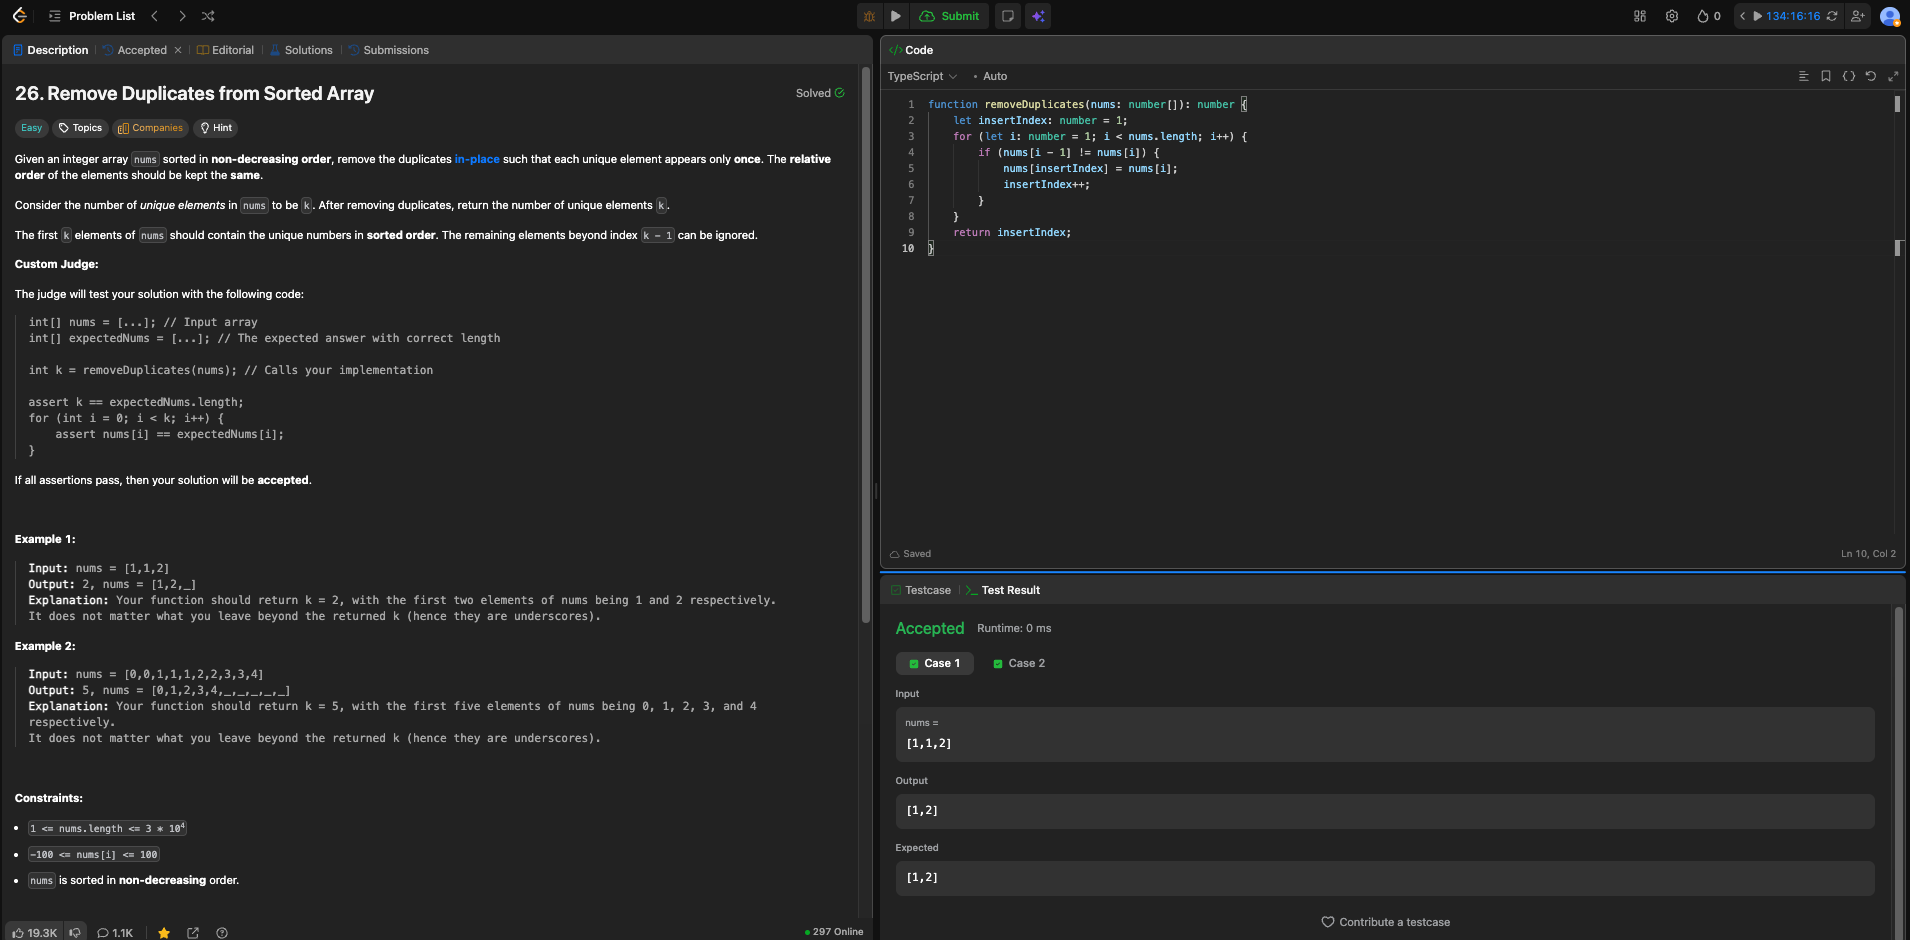 Problem List
Submit
0
134:16:16
Description
Accepted
Editorial
Solutions
Submissions
26. Remove Duplicates from Sorted Array
Solved
Easy
Topics
Companies
Hint
Given an integer array nums sorted in non-decreasing order, remove the duplicates in-place such that each unique element appears only once. The relative
order of the elements should be kept the same.
Consider the number of unique elements in nums to be k. After removing duplicates, return the number of unique elements k.
The first k elements of nums should contain the unique numbers in sorted order. The remaining elements beyond index k - 1 can be ignored.
Custom Judge:
The judge will test your solution with the following code:
int[] nums = [...]; // Input array
int[] expectedNums = [...]; // The expected answer with correct length
int k = removeDuplicates(nums); // Calls your implementation
assert k == expectedNums.length;
for (int i = 0; i < k; i++) {
    assert nums[i] == expectedNums[i];
}
If all assertions pass, then your solution will be accepted.
Example 1:
Input: nums = [1,1,2]
Output: 2, nums = [1,2,_]
Explanation: Your function should return k = 2, with the first two elements of nums being 1 and 2 respectively.
It does not matter what you leave beyond the returned k (hence they are underscores).
Example 2:
Input: nums = [0,0,1,1,1,2,2,3,3,4]
Output: 5, nums = [0,1,2,3,4,_,_,_,_,_]
Explanation: Your function should return k = 5, with the first five elements of nums being 0, 1, 2, 3, and 4
respectively.
It does not matter what you leave beyond the returned k (hence they are underscores).
Constraints:
• 1 <= nums.length <= 3 * 10⁴
• -100 <= nums[i] <= 100
• nums is sorted in non-decreasing order.
19.3K
1.1K
297 Online
</> Code
TypeScript
• Auto
1 function removeDuplicates(nums: number[]): number {
2     let insertIndex: number = 1;
3     for (let i: number = 1; i < nums.length; i++) {
4         if (nums[i - 1] != nums[i]) {
5             nums[insertIndex] = nums[i];
6             insertIndex++;
7         }
8     }
9     return insertIndex;
10 }
Saved
Ln 10, Col 2
Testcase
>_ Test Result
Accepted
Runtime: 0 ms
Case 1
Case 2
Input
nums =
[1,1,2]
Output
[1,2]
Expected
[1,2]
Contribute a testcase